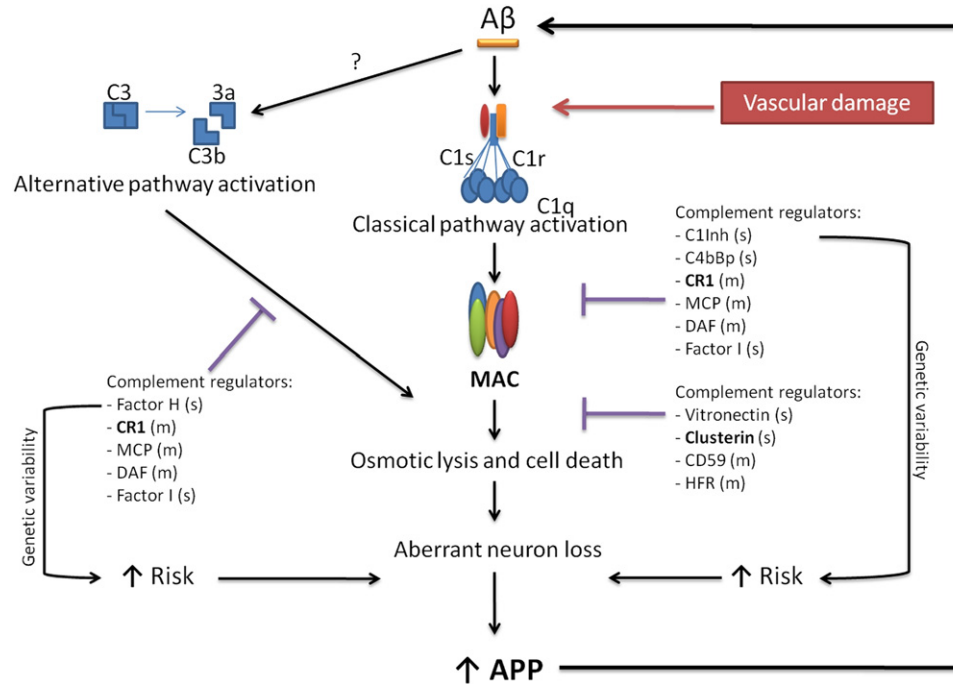 Aβ
?
C3
3a
C3b
Alternative pathway activation
Vascular damage
C1s
C1r
C1q
Classical pathway activation
Complement regulators:
- C1Inh (s)
- C4bBp (s)
- CR1 (m)
- MCP (m)
- DAF (m)
- Factor I (s)
MAC
Complement regulators:
- Factor H (s)
- CR1 (m)
- MCP (m)
- DAF (m)
- Factor I (s)
Complement regulators:
- Vitronectin (s)
- Clusterin (s)
- CD59 (m)
- HFR (m)
Genetic variability
Genetic variability
Osmotic lysis and cell death
Aberrant neuron loss
↑ Risk
↑ Risk
↑ APP